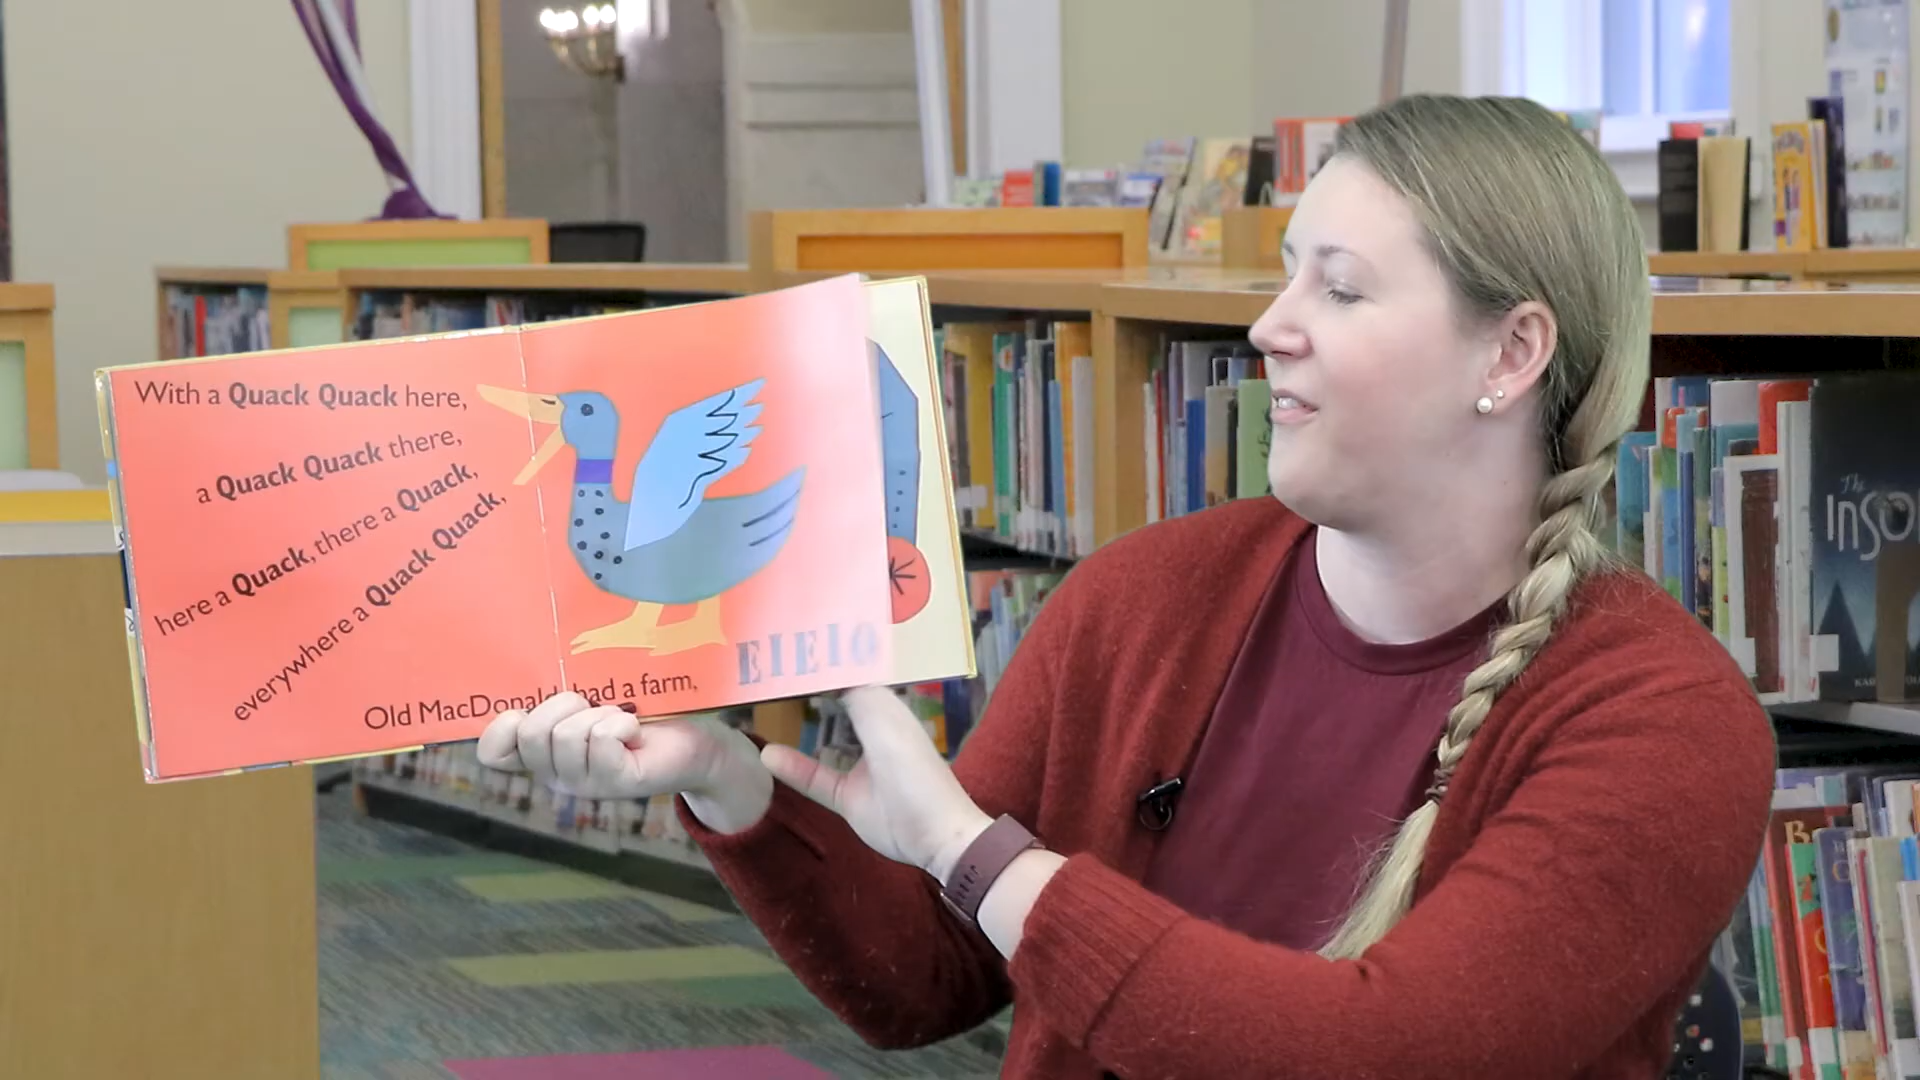 With a Quack Quack here,
a Quack Quack there,
here a Quack, there a Quack,
everywhere a Quack Quack,
Old MacDonald had a farm,
EIEIO
The